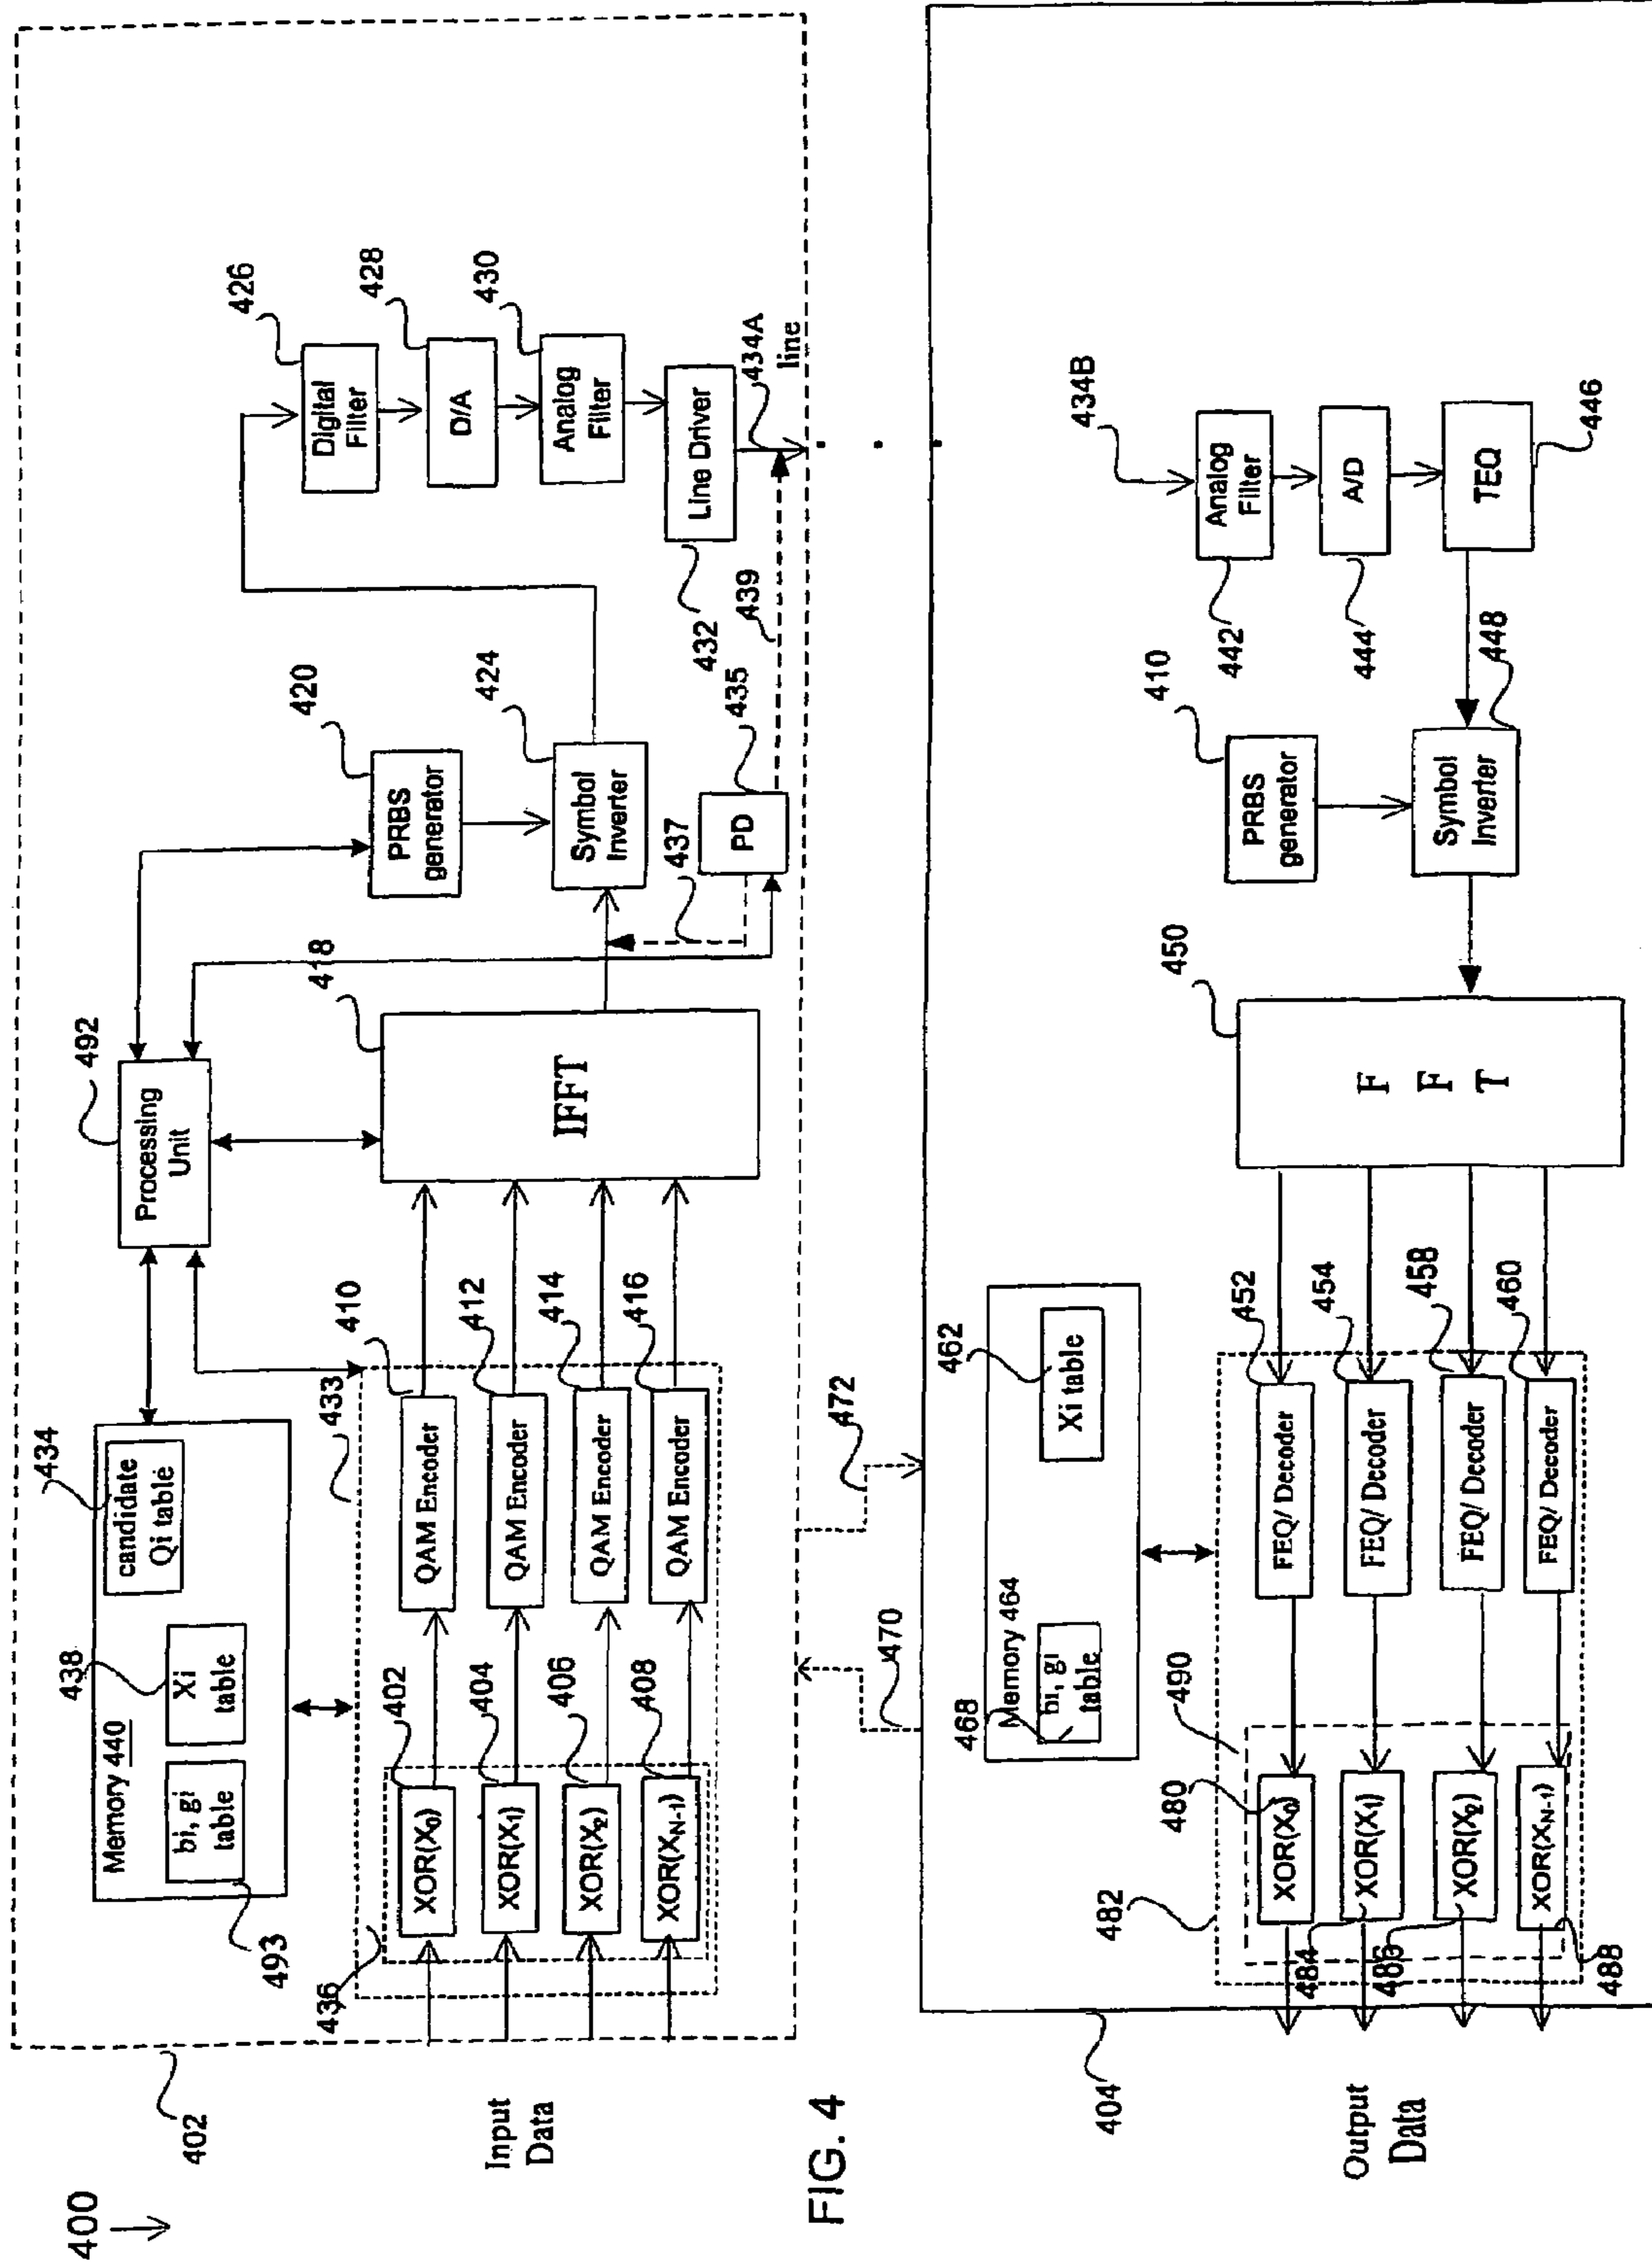 400
402
492
Processing
Unit
434
candidate
Qi table
438
Xi
table
Memory 440
bi, gi
table
493
436
433
402
XOR(X0)
404
XOR(X1)
406
XOR(X2)
408
XOR(XN-1)
410
QAM Encoder
412
QAM Encoder
414
QAM Encoder
416
QAM Encoder
418
IFFT
420
PRBS
generator
424
Symbol
Inverter
437
435
PD
439
426
Digital
Filter
428
D/A
430
Analog
Filter
432
Line Driver
434A
line
Input
Data
FIG. 4
470
472
404
434B
Analog
Filter
442
A/D
444
TEQ
446
410
PRBS
generator
448
Symbol
Inverter
450
F
F
T
462
Xi table
Memory 464
468
bi, gi
table
452
FEQ/ Decoder
454
FEQ/ Decoder
458
FEQ/ Decoder
460
FEQ/ Decoder
490
482
480
XOR(X0)
484
XOR(X1)
486
XOR(X2)
488
XOR(XN-1)
Output
Data